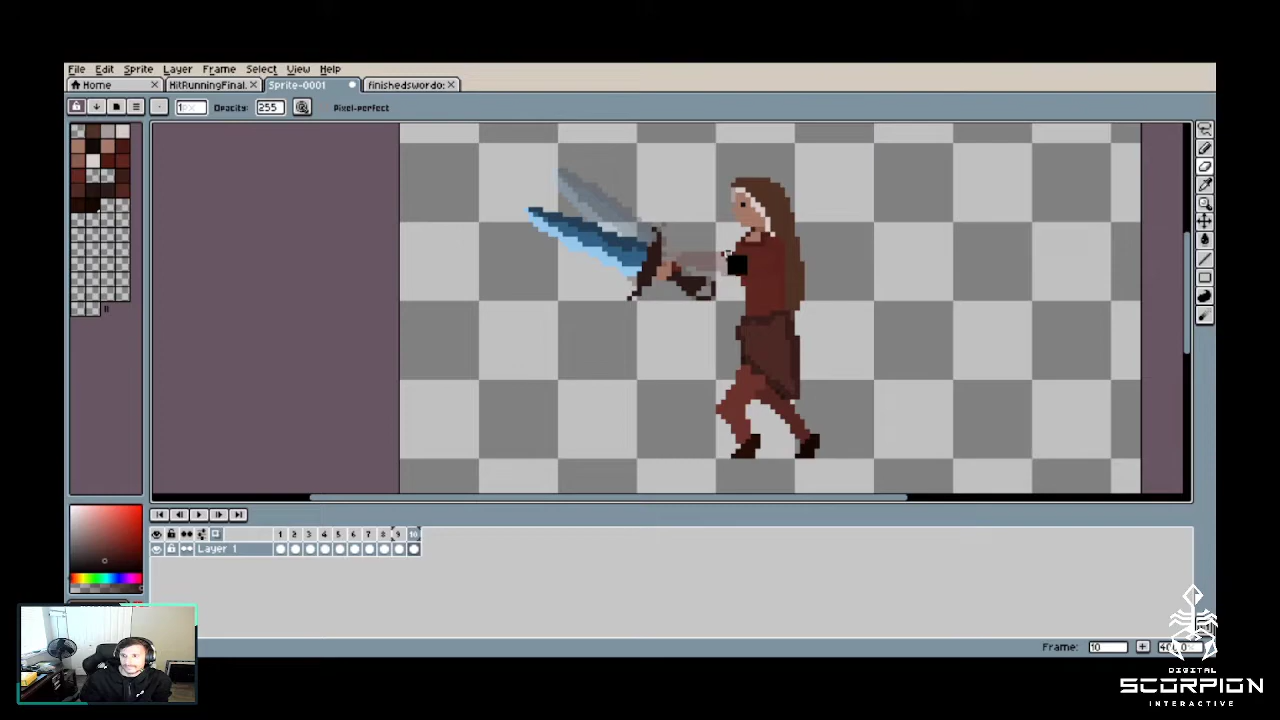 File Edit Sprite Layer Frame Select View Help
Home HitRunningFinal. Sprite-0001 finishedswordo:
Opacity: 255 Pixel-perfect
1 2 3 4 5 6 7 8 9 10
Layer 1
Frame: 10
DIGITAL
SCORPION
INTERACTIVE